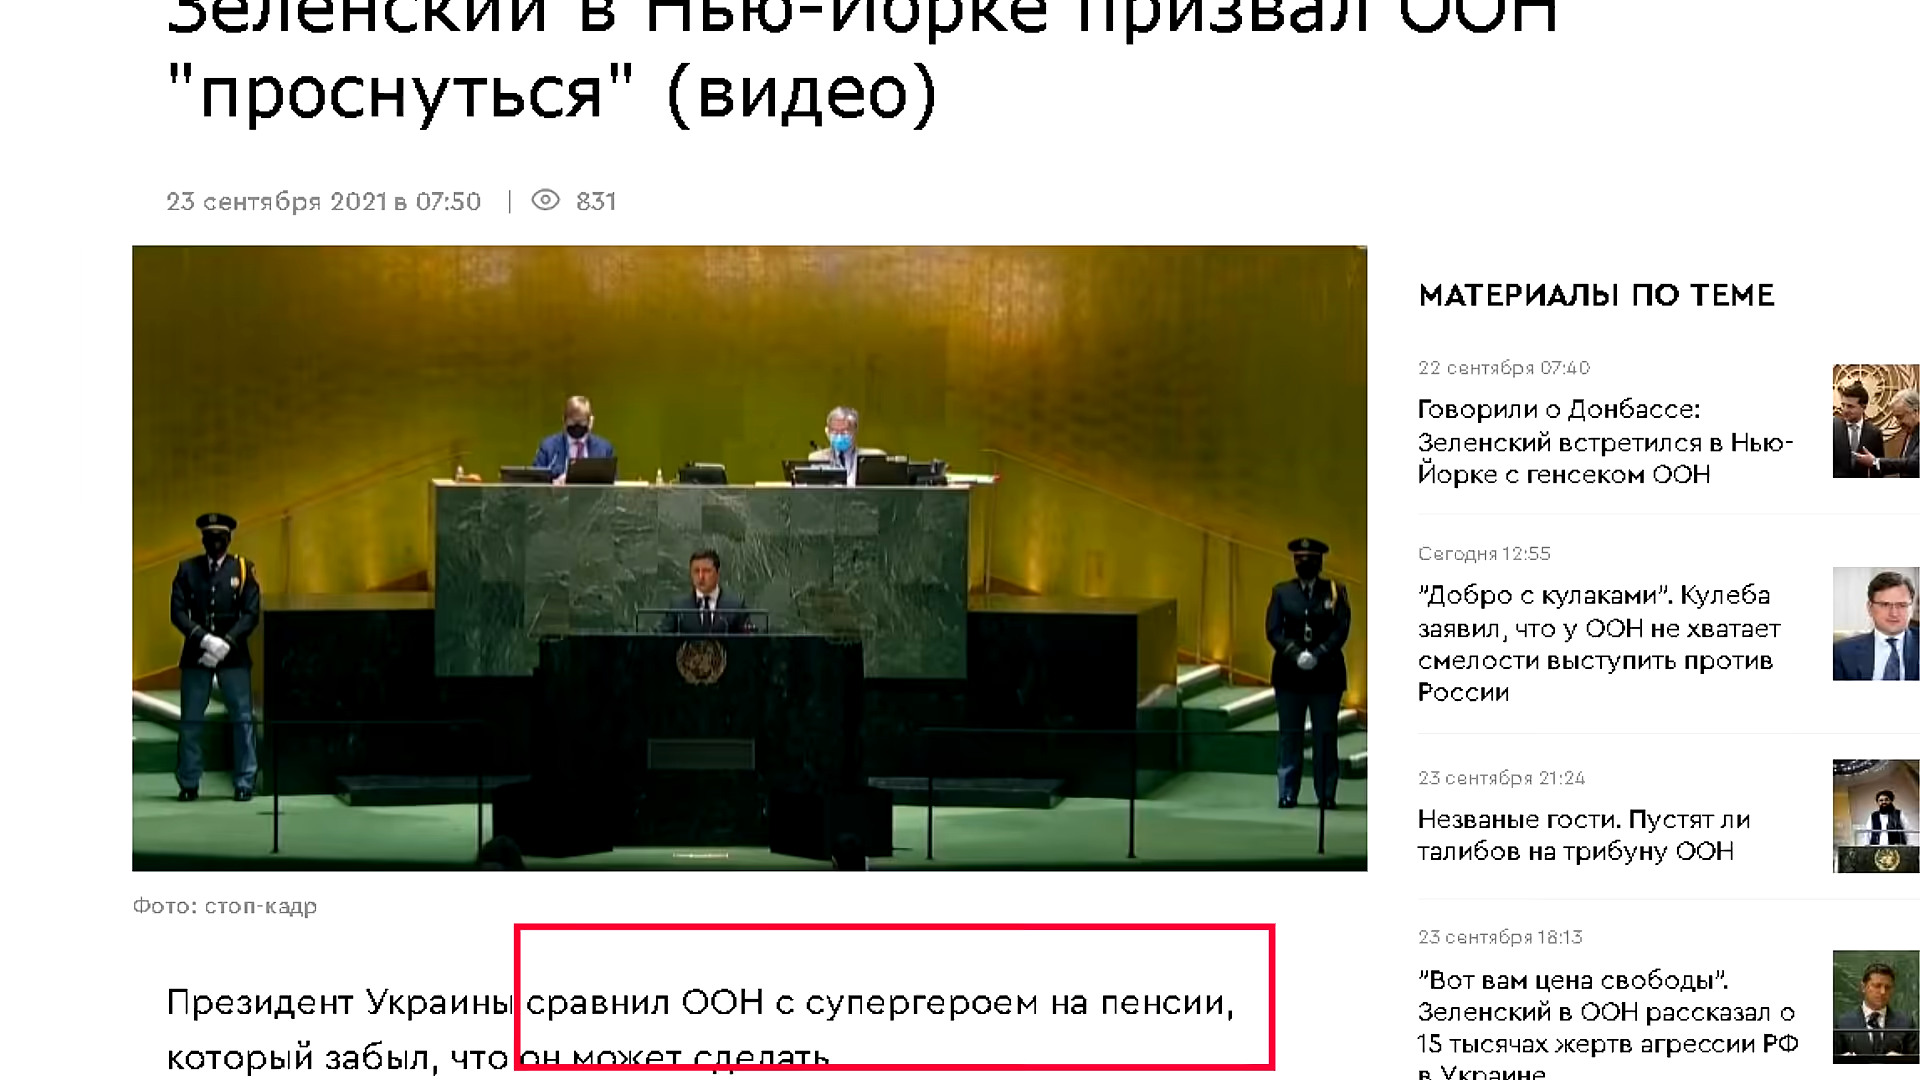 Зеленский в Нью-Йорке призвал ООН
"проснуться" (видео)
23 сентября 2021 в 07:50 | 831
Фото: стоп-кадр
Президент Украины сравнил ООН с супергероем на пенсии,
который забыл, что он может сделать
МАТЕРИАЛЫ ПО ТЕМЕ
22 сентября 07:40
Говорили о Донбассе:
Зеленский встретился в Нью-
Йорке с генсеком ООН
Сегодня 12:55
"Добро с кулаками". Кулеба
заявил, что у ООН не хватает
смелости выступить против
России
23 сентября 21:24
Незваные гости. Пустят ли
талибов на трибуну ООН
23 сентября 18:13
"Вот вам цена свободы".
Зеленский в ООН рассказал о
15 тысячах жертв агрессии РФ
в Украине